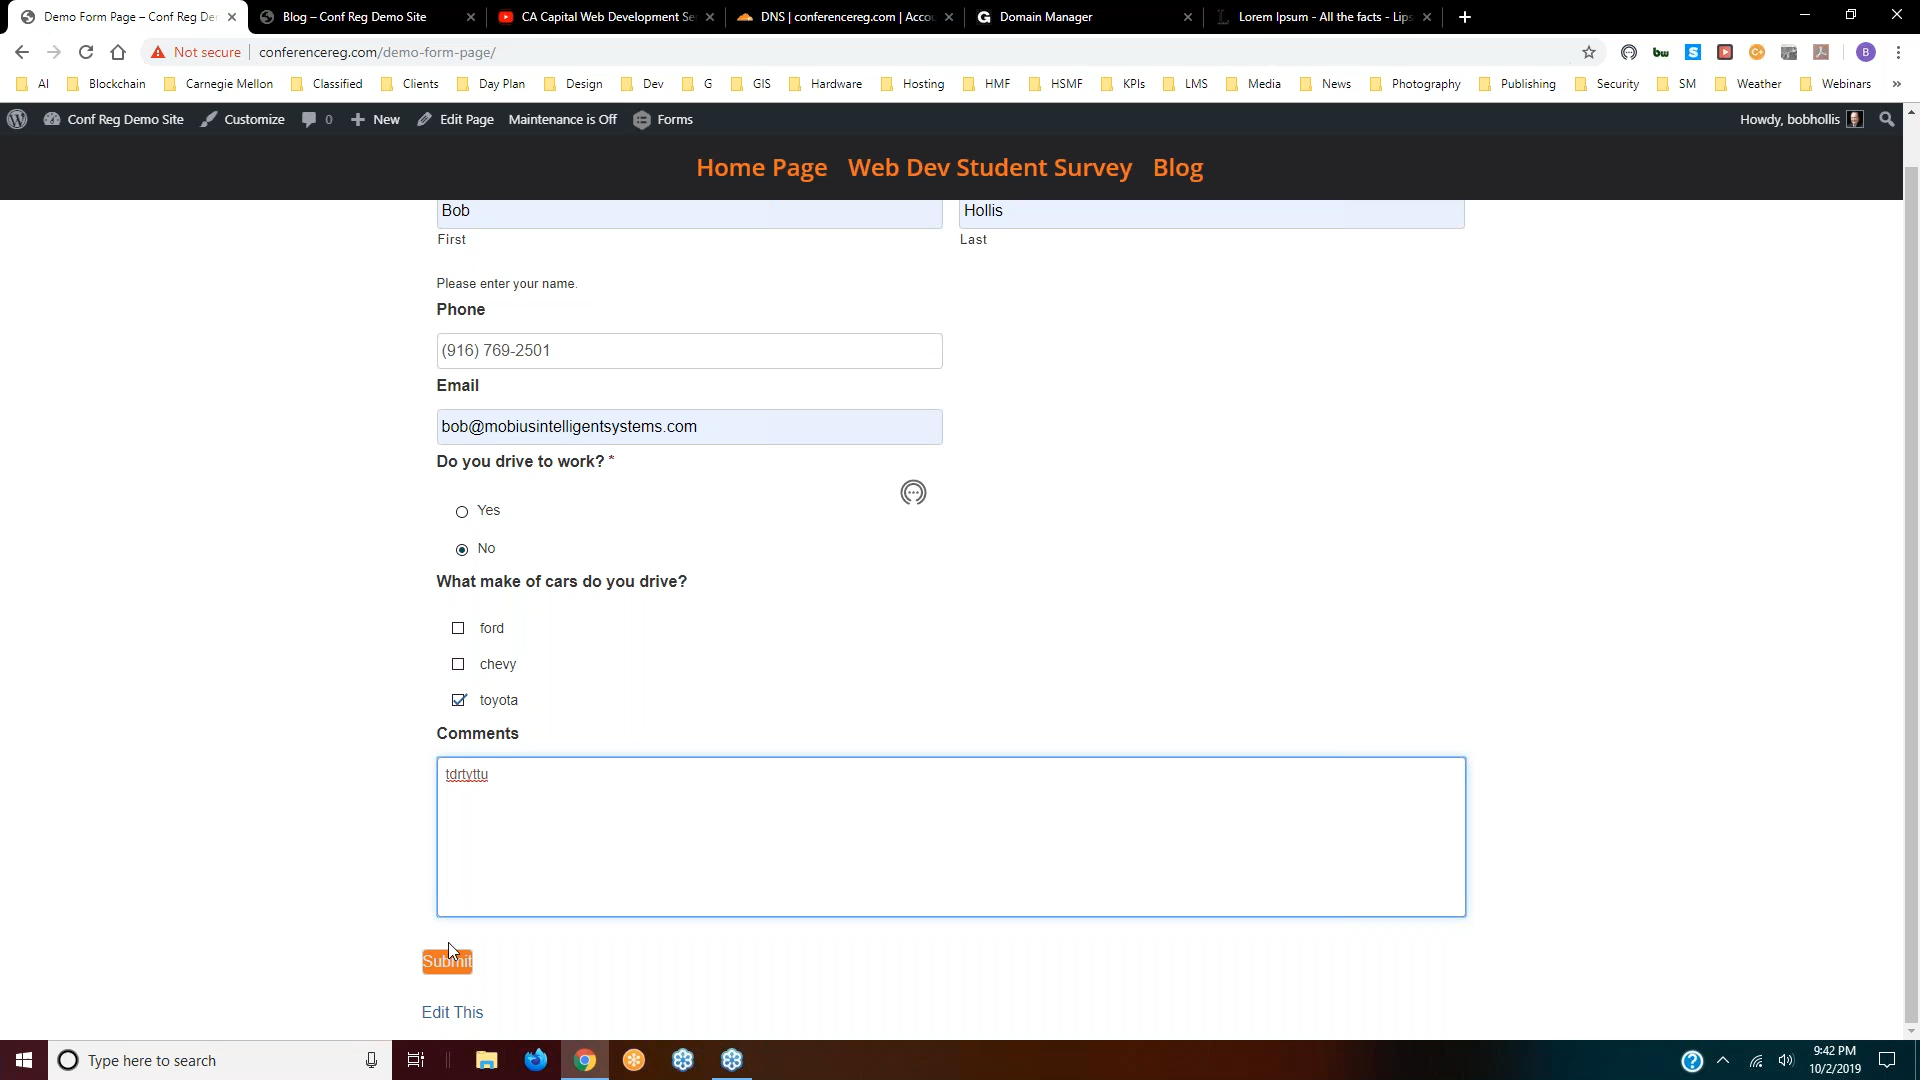 Demo Form Page – Conf Reg De
Blog – Conf Reg Demo Site
CA Capital Web Development Se
DNS | conferencereg.com | Accou
Domain Manager
Lorem Ipsum - All the facts - Lips
Not secure
conferencereg.com/demo-form-page/
B
AI
Blockchain
Carnegie Mellon
Classified
Clients
Day Plan
Design
Dev
G
GIS
Hardware
Hosting
HMF
HSMF
KPIs
LMS
Media
News
Photography
Publishing
Security
SM
Weather
Webinars
Conf Reg Demo Site
Customize
0
New
Edit Page
Maintenance is Off
Forms
Howdy, bobhollis
Home Page Web Dev Student Survey Blog
Bob
Hollis
First
Last
Please enter your name.
Phone
(916) 769-2501
Email
bob@mobiusintelligentsystems.com
Do you drive to work? *
Yes
No
What make of cars do you drive?
ford
chevy
toyota
Comments
tdrtyttu
Submit
Edit This
Type here to search
9:42 PM
10/2/2019